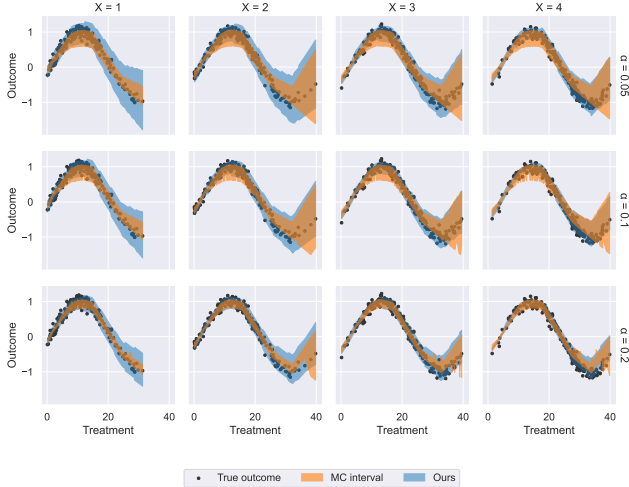 X = 1 X = 2 X = 3 X = 4
1
0
−1
Outcome
α = 0.05
1
0
−1
Outcome
α = 0.1
1
0
−1
Outcome
α = 0.2
0 20 40 0 20 40 0 20 40 0 20 40
Treatment Treatment Treatment Treatment
True outcome MC interval Ours